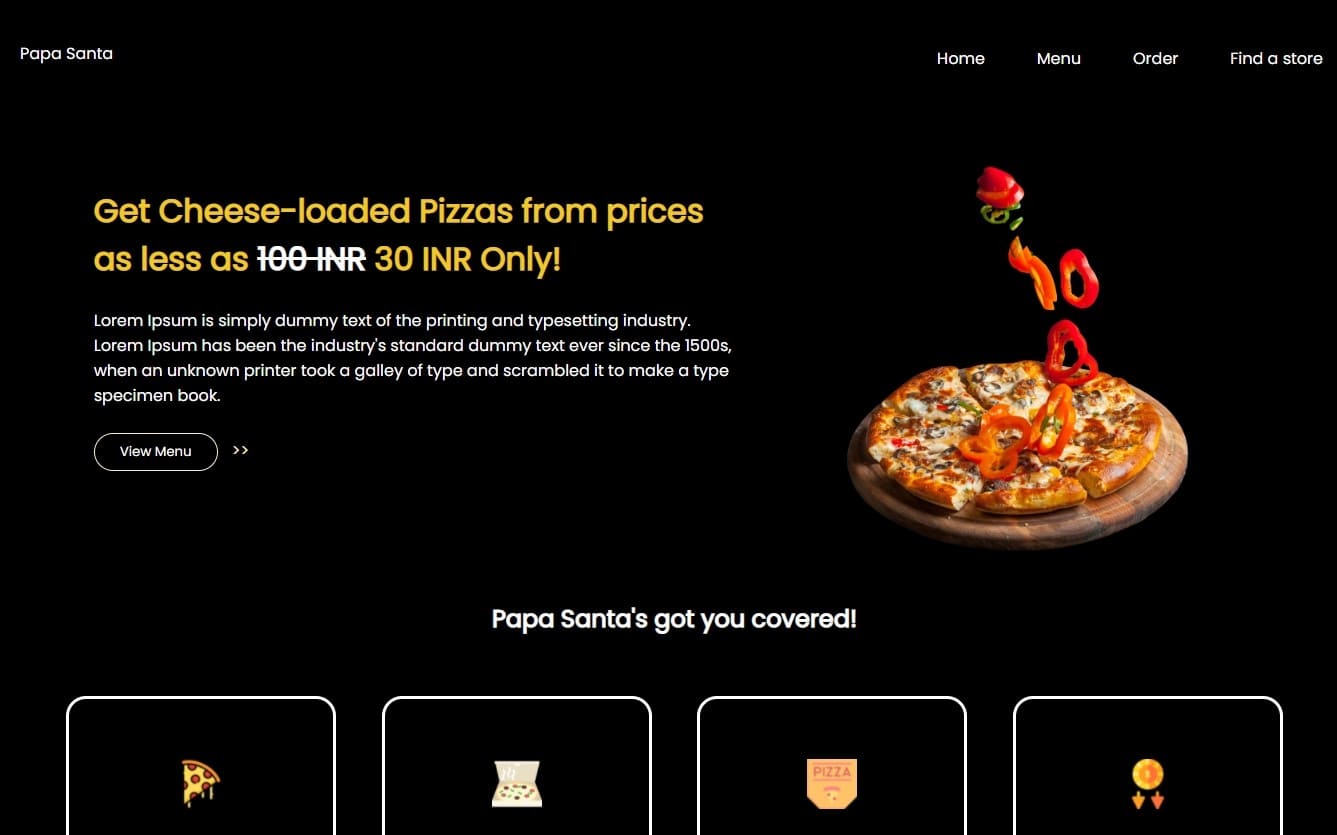 Papa Santa
Home Menu Order Find a store
Get Cheese-loaded Pizzas from prices
as less as 100 INR 30 INR Only!
Lorem Ipsum is simply dummy text of the printing and typesetting industry.
Lorem Ipsum has been the industry's standard dummy text ever since the 1500s,
when an unknown printer took a galley of type and scrambled it to make a type
specimen book.
View Menu >>
Papa Santa's got you covered!
PIZZA